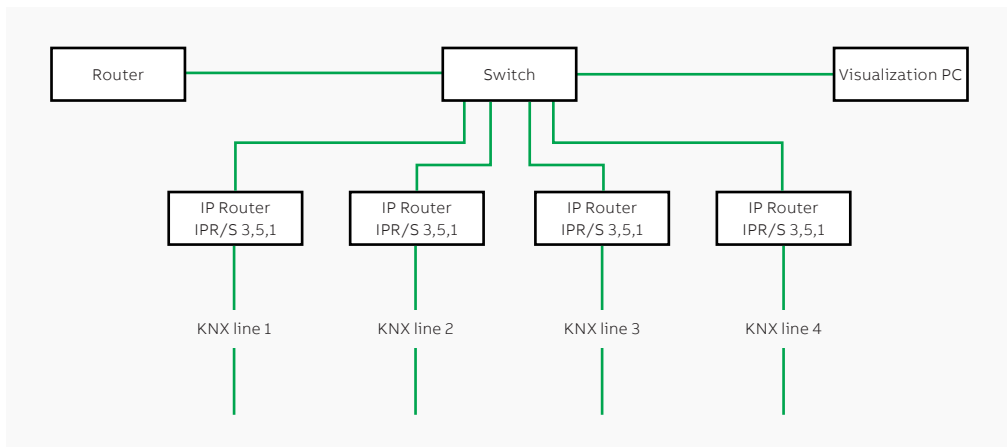 Router
Switch
Visualization PC
IP Router
IPR/S 3,5,1
IP Router
IPR/S 3,5,1
IP Router
IPR/S 3,5,1
IP Router
IPR/S 3,5,1
KNX line 1
KNX line 2
KNX line 3
KNX line 4